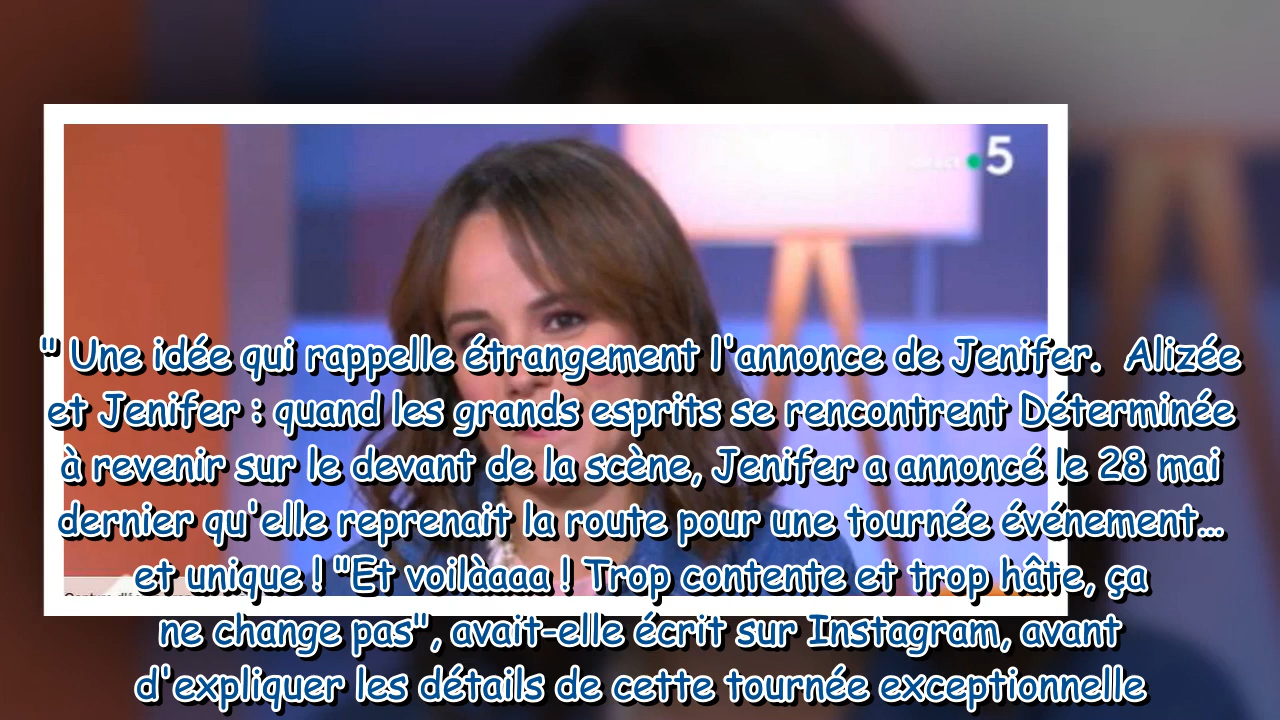 direct 5
" Une idée qui rappelle étrangement l'annonce de Jenifer.  Alizée
et Jenifer : quand les grands esprits se rencontrent Déterminée
à revenir sur le devant de la scène, Jenifer a annoncé le 28 mai
dernier qu'elle reprenait la route pour une tournée événement...
et unique ! "Et voilàaaa ! Trop contente et trop hâte, ça
ne change pas", avait-elle écrit sur Instagram, avant
d'expliquer les détails de cette tournée exceptionnelle